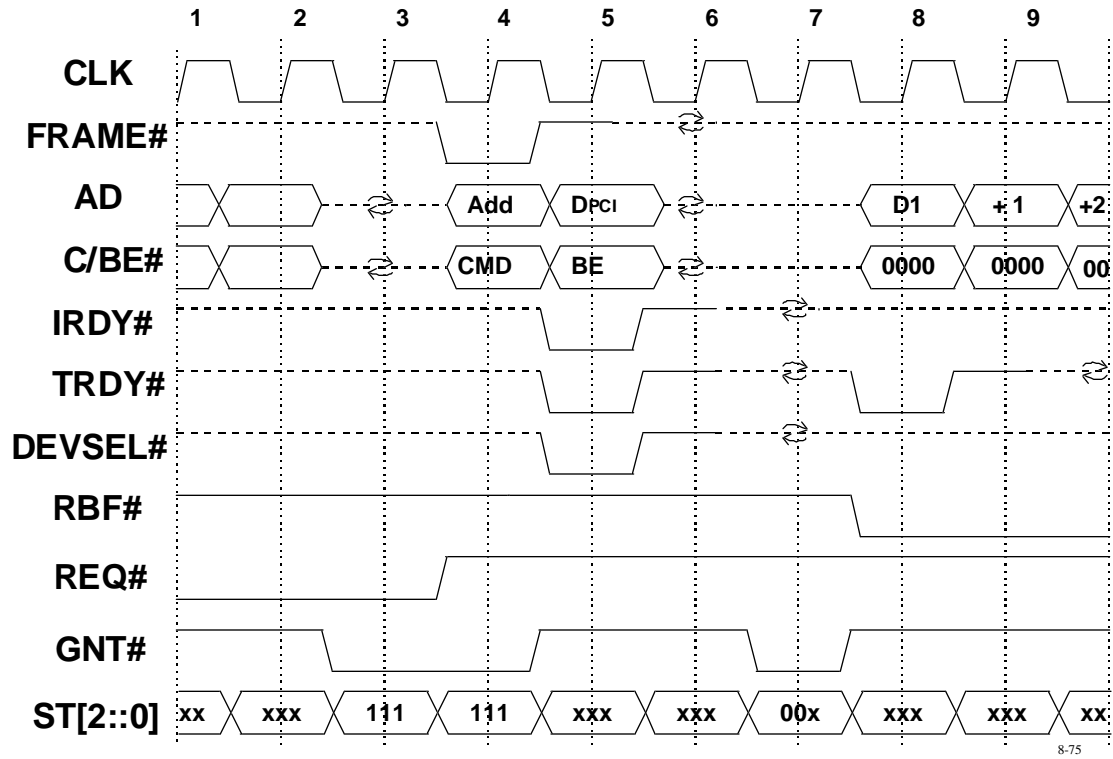 1 2 3 4 5 6 7 8 9
CLK
FRAME#
AD Add DPCI D1 +1 +2
C/BE# CMD BE 0000 0000 00
IRDY#
TRDY#
DEVSEL#
RBF#
REQ#
GNT#
ST[2::0] xx xxx 111 111 xxx xxx 00x xxx xxx xx
8-75